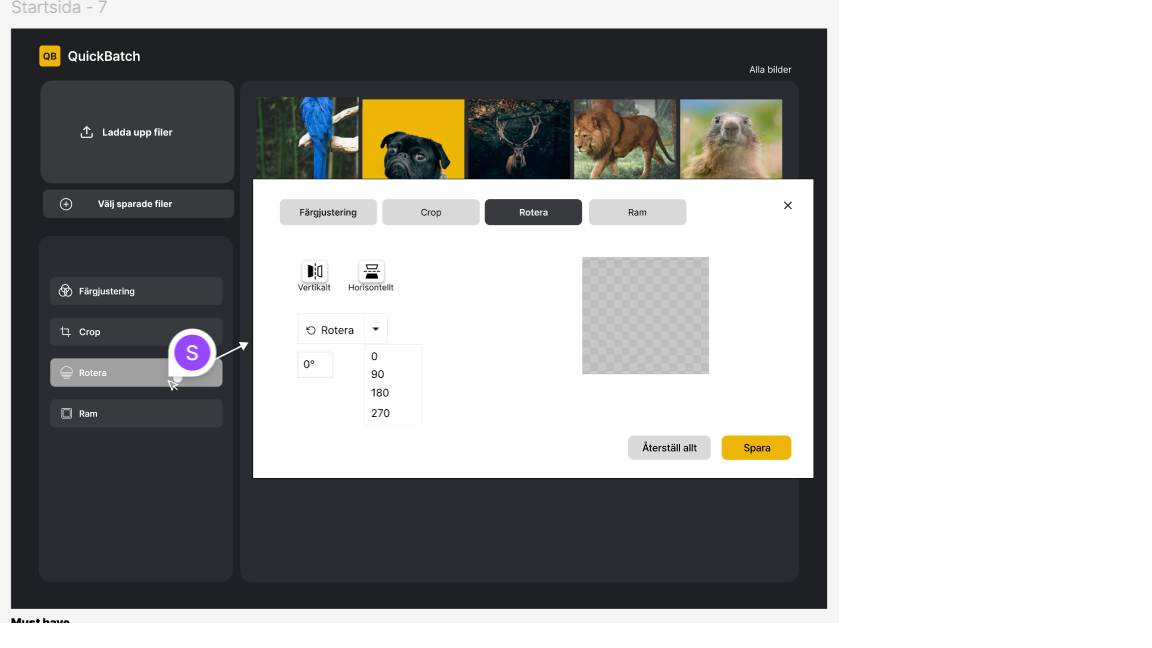 Startsida - 7
QB QuickBatch
Alla bilder
Ladda upp filer
Välj sparade filer
Färgjustering
Crop
Rotera
Ram
S
Färgjustering Crop Rotera Ram
Vertikalt Horisontellt
Rotera
0°
0
90
180
270
Återställ allt Spara
Must have